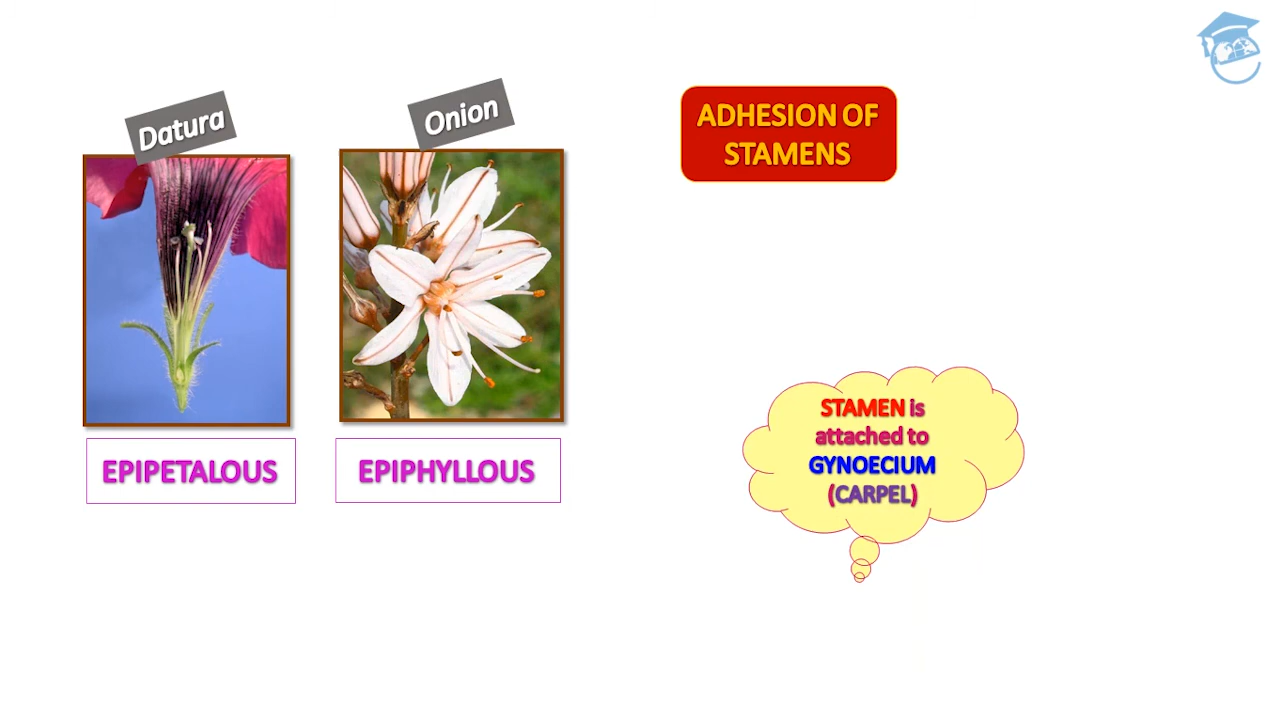 Datura
Onion
ADHESION OF
STAMENS
STAMEN is
attached to
GYNOECIUM
(CARPEL)
EPIPETALOUS
EPIPHYLLOUS